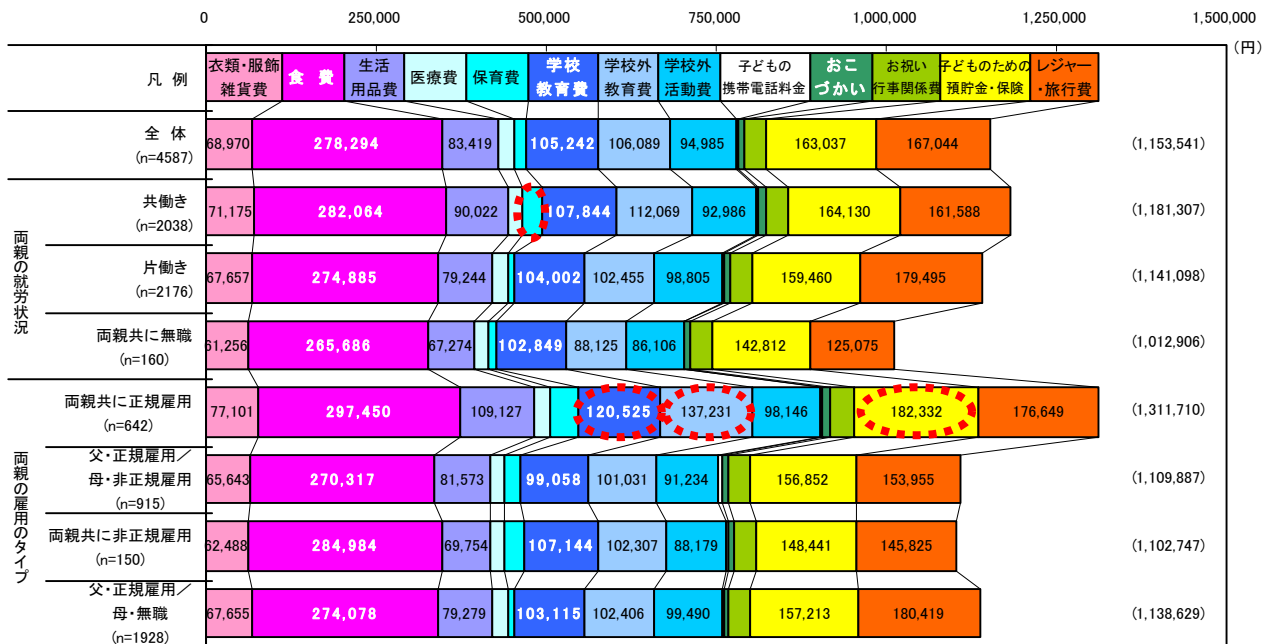 0 250,000 500,000 750,000 1,000,000 1,250,000 1,500,000
(円)
凡 例
衣類・服飾
雑貨費
食 費
生活
用品費
医療費
保育費
学校
教育費
学校外
教育費
学校外
活動費
子どもの
携帯電話料金
おこ
づかい
お祝い
行事関係費
子どものための
預貯金・保険
レジャー
・旅行費
全 体
(n=4587)
68,970 278,294 83,419 105,242 106,089 94,985 163,037 167,044 (1,153,541)
両親の就労状況
共働き
(n=2038)
71,175 282,064 90,022 107,844 112,069 92,986 164,130 161,588 (1,181,307)
片働き
(n=2176)
67,657 274,885 79,244 104,002 102,455 98,805 159,460 179,495 (1,141,098)
両親共に無職
(n=160)
61,256 265,686 67,274 102,849 88,125 86,106 142,812 125,075 (1,012,906)
両親の雇用のタイプ
両親共に正規雇用
(n=642)
77,101 297,450 109,127 120,525 137,231 98,146 182,332 176,649 (1,311,710)
父・正規雇用/
母・非正規雇用
(n=915)
65,643 270,317 81,573 99,058 101,031 91,234 156,852 153,955 (1,109,887)
両親共に非正規雇用
(n=150)
62,488 284,984 69,754 107,144 102,307 88,179 148,441 145,825 (1,102,747)
父・正規雇用/
母・無職
(n=1928)
67,655 274,078 79,279 103,115 102,406 99,490 157,213 180,419 (1,138,629)